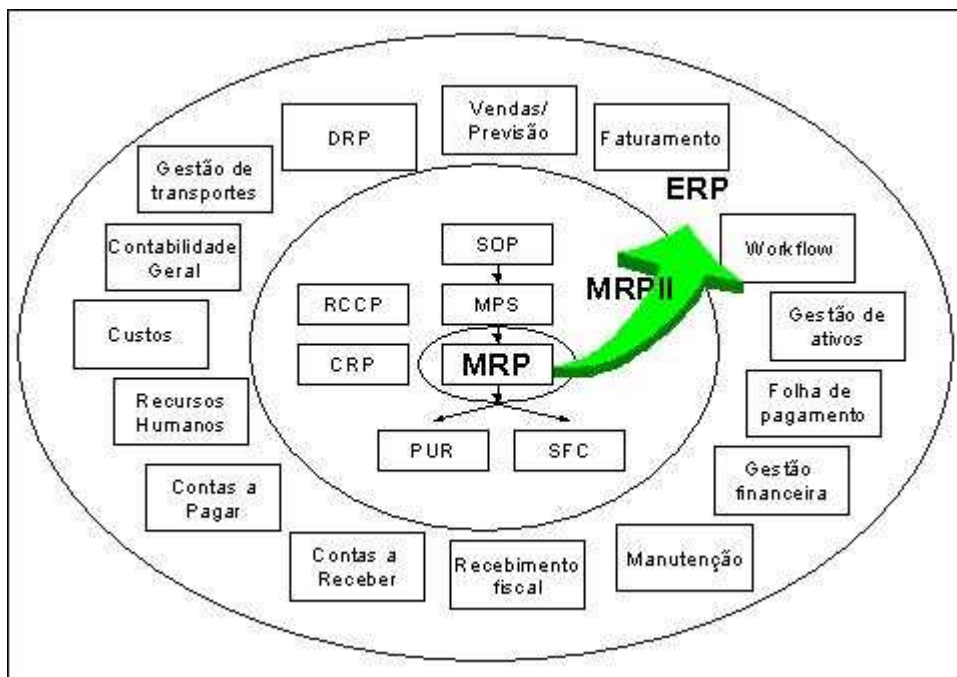 Vendas/
Previsão
DRP
Faturamento
Gestão de
transportes
ERP
Contabilidade
Geral
SOP
Workflow
RCCP
MPS
MRPII
Custos
Gestão de
ativos
CRP
MRP
Recursos
Humanos
Folha de
pagamento
PUR
SFC
Gestão
financeira
Contas a
Pagar
Contas a
Receber
Recebimento
fiscal
Manutenção